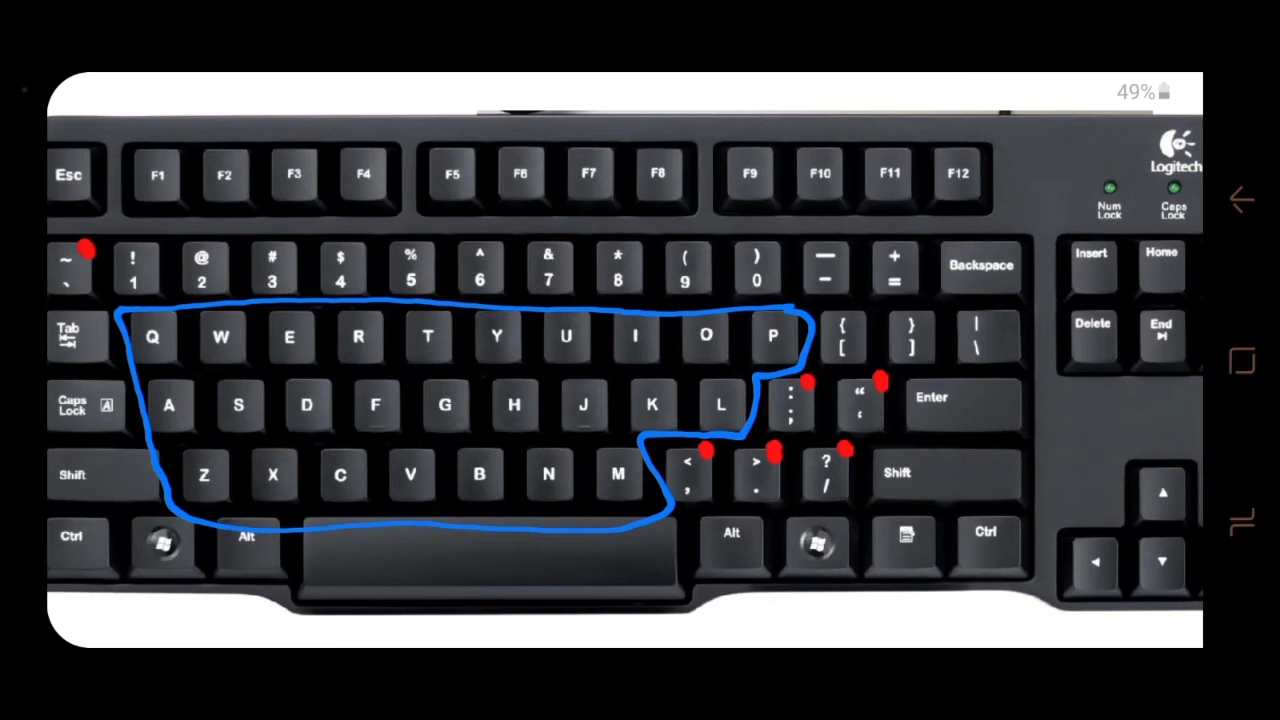 49%
Logitech
Esc F1 F2 F3 F4 F5 F6 F7 F8 F9 F10 F11 F12
Num Lock Caps Lock
~ ! @ # $ % ^ & * ( ) — +
` 1 2 3 4 5 6 7 8 9 0 - = Backspace Insert Home
Tab Q W E R T Y U I O P { [ } ] | \ Delete End
Caps Lock A A S D F G H J K L : ; “ ‘ Enter
Shift Z X C V B N M < , > . ? / Shift
Ctrl Alt Alt Ctrl